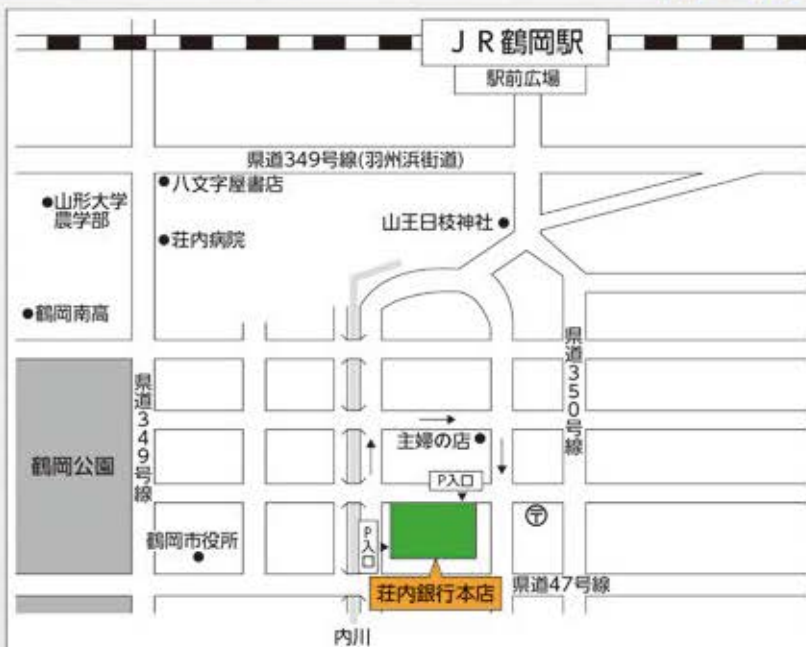 JR鶴岡駅
駅前広場
県道349号線(羽州浜街道)
八文字屋書店
山形大学
農学部
山王日枝神社
荘内病院
鶴岡南高
県道350号線
県道349号線
主婦の店
鶴岡公園
P入口
〒
鶴岡市役所
P入口
荘内銀行本店
県道47号線
内川